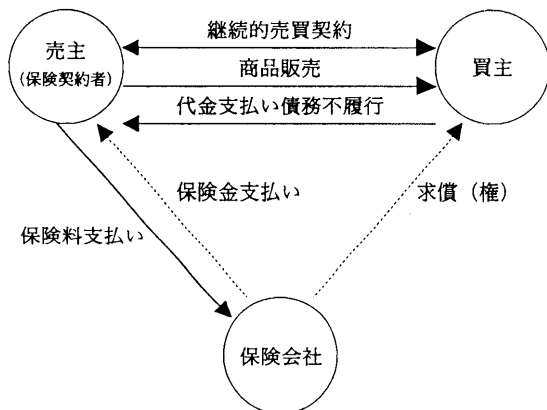 継続的売買契約
売主
(保険契約者)
買主
商品販売
代金支払い債務不履行
保険金支払い
求償（権）
保険料支払い
保険会社